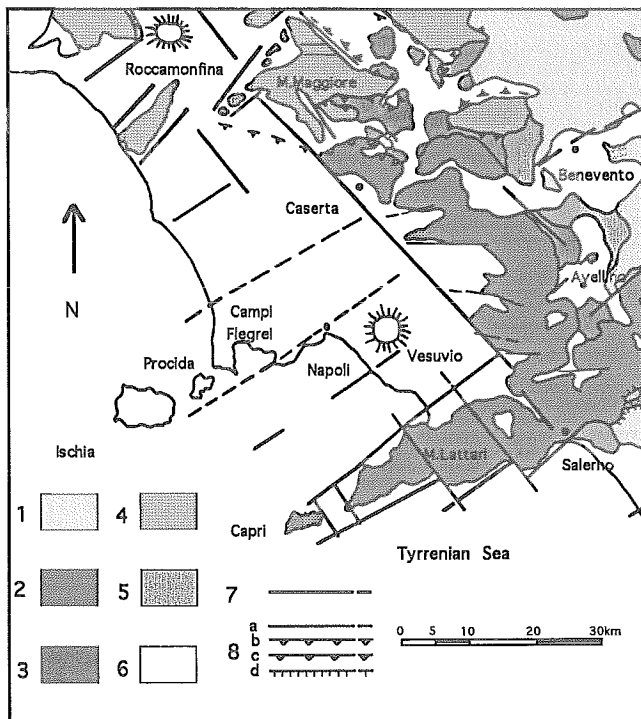 Roccamonfina
M.Maggiore
Benevento
Caserta
Avellino
N
Campi
Flegrei
Procida
Napoli
Vesuvio
Ischia
M.Lattari
Salerno
Capri
Tyrrenian Sea
1
4
2
5
3
6
7
8
a
b
c
d
0 5 10 20 30km